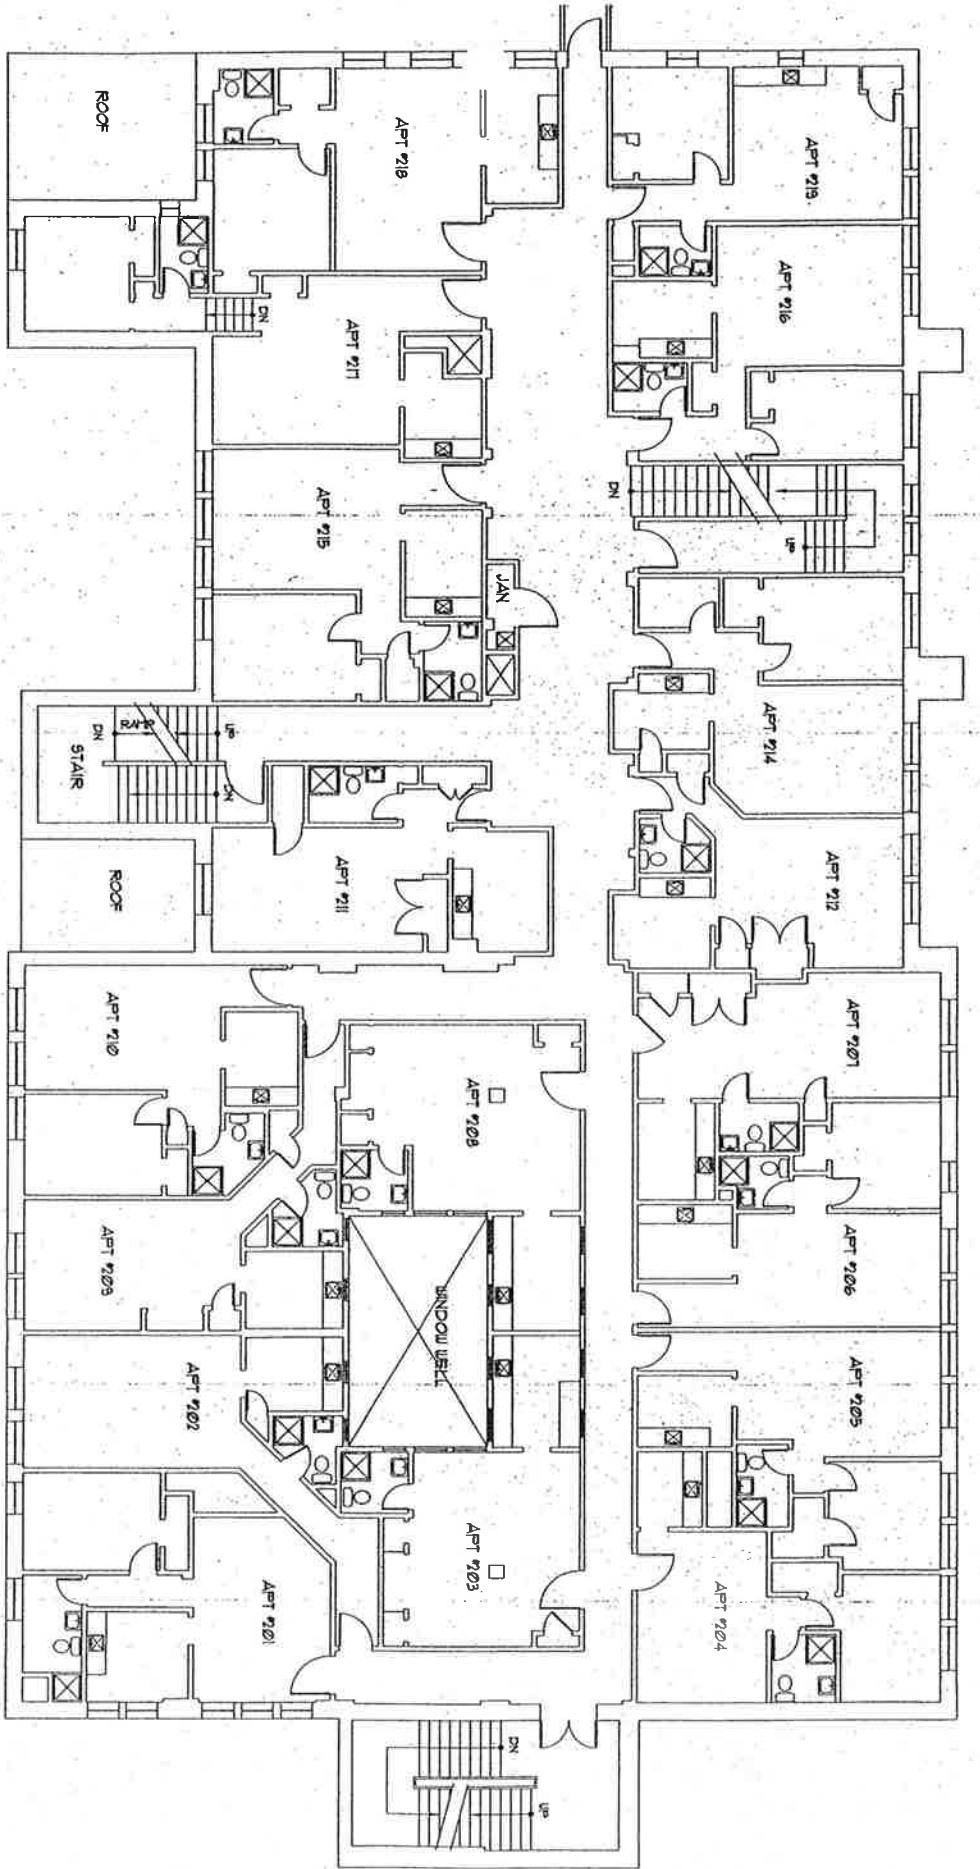 ROOF
APT #218
APT #219
APT #216
DN
APT #217
APT #215
DN
UP
JAN
APT #214
UP
RAMP
DN
STAIR
DN
APT #212
ROOF
APT #211
APT #210
APT #207
APT #208
APT #209
APT #206
WINDOW WELL
APT #202
APT #205
APT #203
APT #201
APT #204
DN
UP